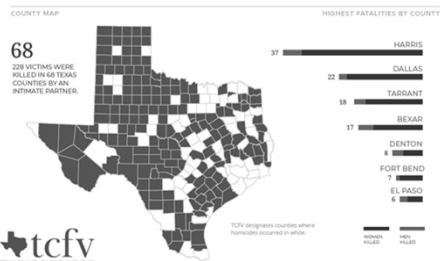 COUNTY MAP
HIGHEST FATALITIES BY COUNTY
68
228 VICTIMS WERE
KILLED IN 68 TEXAS
COUNTIES BY AN
INTIMATE PARTNER.
HARRIS
37
DALLAS
22
TARRANT
18
BEXAR
17
DENTON
8
FORT BEND
7
EL PASO
6
TCFV designates counties where
homicides occurred in white.
WOMEN
KILLED
MEN
KILLED
tcfv